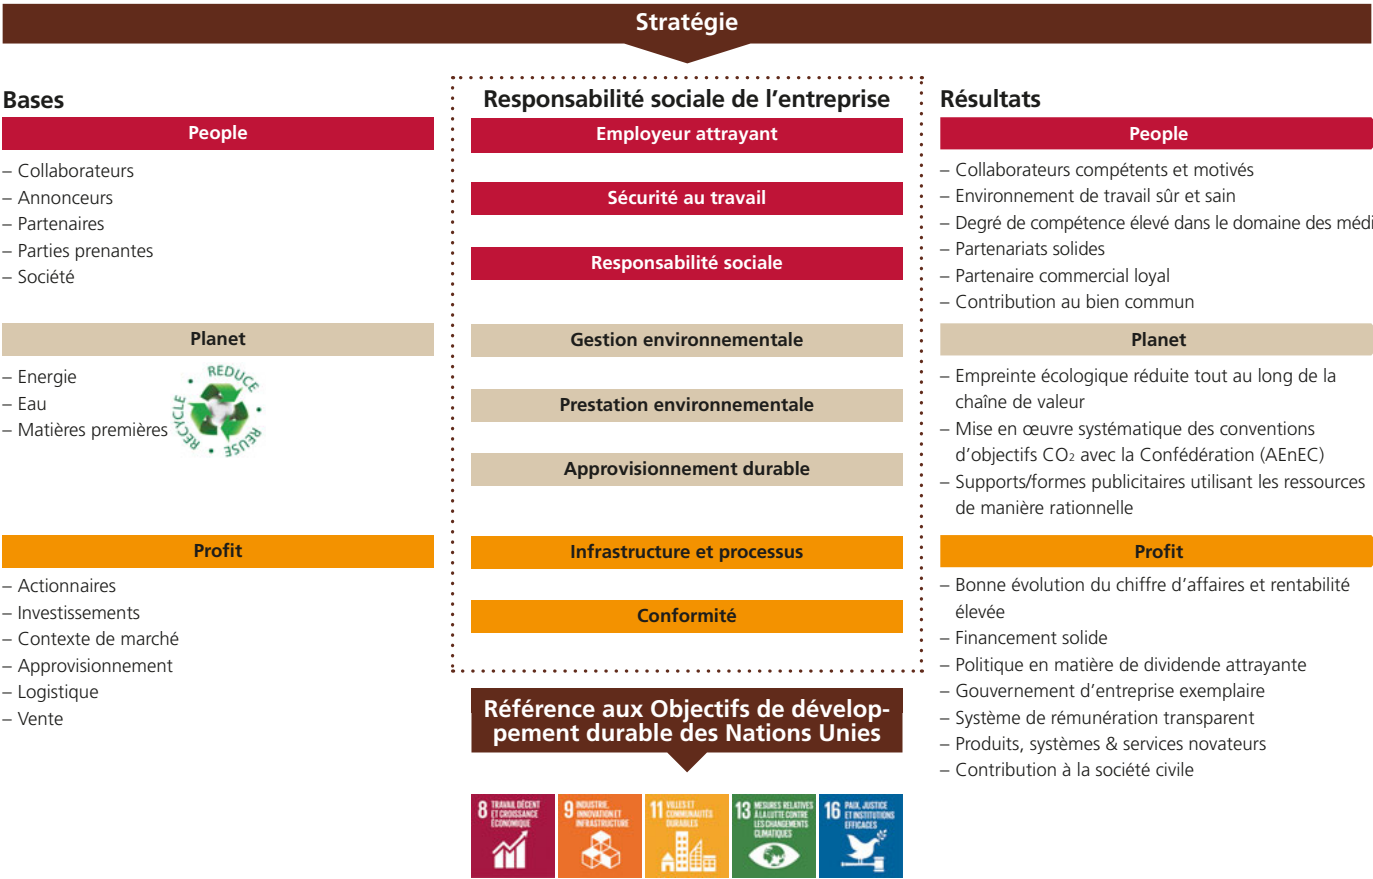 Stratégie
Bases
People
– Collaborateurs
– Annonceurs
– Partenaires
– Parties prenantes
– Société
Planet
– Energie
– Eau
– Matières premières
REDUCE
REUSE
RECYCLE
Profit
– Actionnaires
– Investissements
– Contexte de marché
– Approvisionnement
– Logistique
– Vente
Responsabilité sociale de l’entreprise
Employeur attrayant
Sécurité au travail
Responsabilité sociale
Gestion environnementale
Prestation environnementale
Approvisionnement durable
Infrastructure et processus
Conformité
Référence aux Objectifs de dévelop-
pement durable des Nations Unies
8 TRAVAIL DÉCENT
ET CROISSANCE
ÉCONOMIQUE
9 INDUSTRIE,
INNOVATION ET
INFRASTRUCTURE
11 VILLES ET
COMMUNAUTÉS
DURABLES
13 MESURES RELATIVES
À LA LUTTE CONTRE
LES CHANGEMENTS
CLIMATIQUES
16 PAIX, JUSTICE
ET INSTITUTIONS
EFFICACES
Résultats
People
– Collaborateurs compétents et motivés
– Environnement de travail sûr et sain
– Degré de compétence élevé dans le domaine des médi
– Partenariats solides
– Partenaire commercial loyal
– Contribution au bien commun
Planet
– Empreinte écologique réduite tout au long de la
chaîne de valeur
– Mise en œuvre systématique des conventions
d’objectifs CO₂ avec la Confédération (AEnEC)
– Supports/formes publicitaires utilisant les ressources
de manière rationnelle
Profit
– Bonne évolution du chiffre d’affaires et rentabilité
élevée
– Financement solide
– Politique en matière de dividende attrayante
– Gouvernement d’entreprise exemplaire
– Système de rémunération transparent
– Produits, systèmes & services novateurs
– Contribution à la société civile